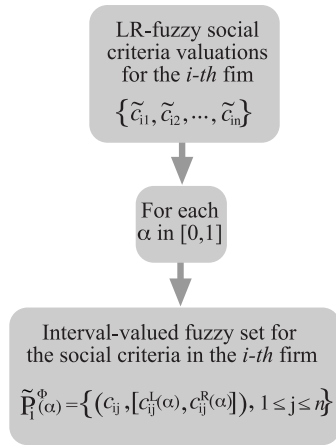 LR-fuzzy social
criteria valuations
for the i-th fim
{c̃i1, c̃i2, ..., c̃in}
For each
α in [0,1]
Interval-valued fuzzy set for
the social criteria in the i-th firm
P̃iΦ(α)={(cij,[cijL(α), cijR(α)]), 1≤j≤n}